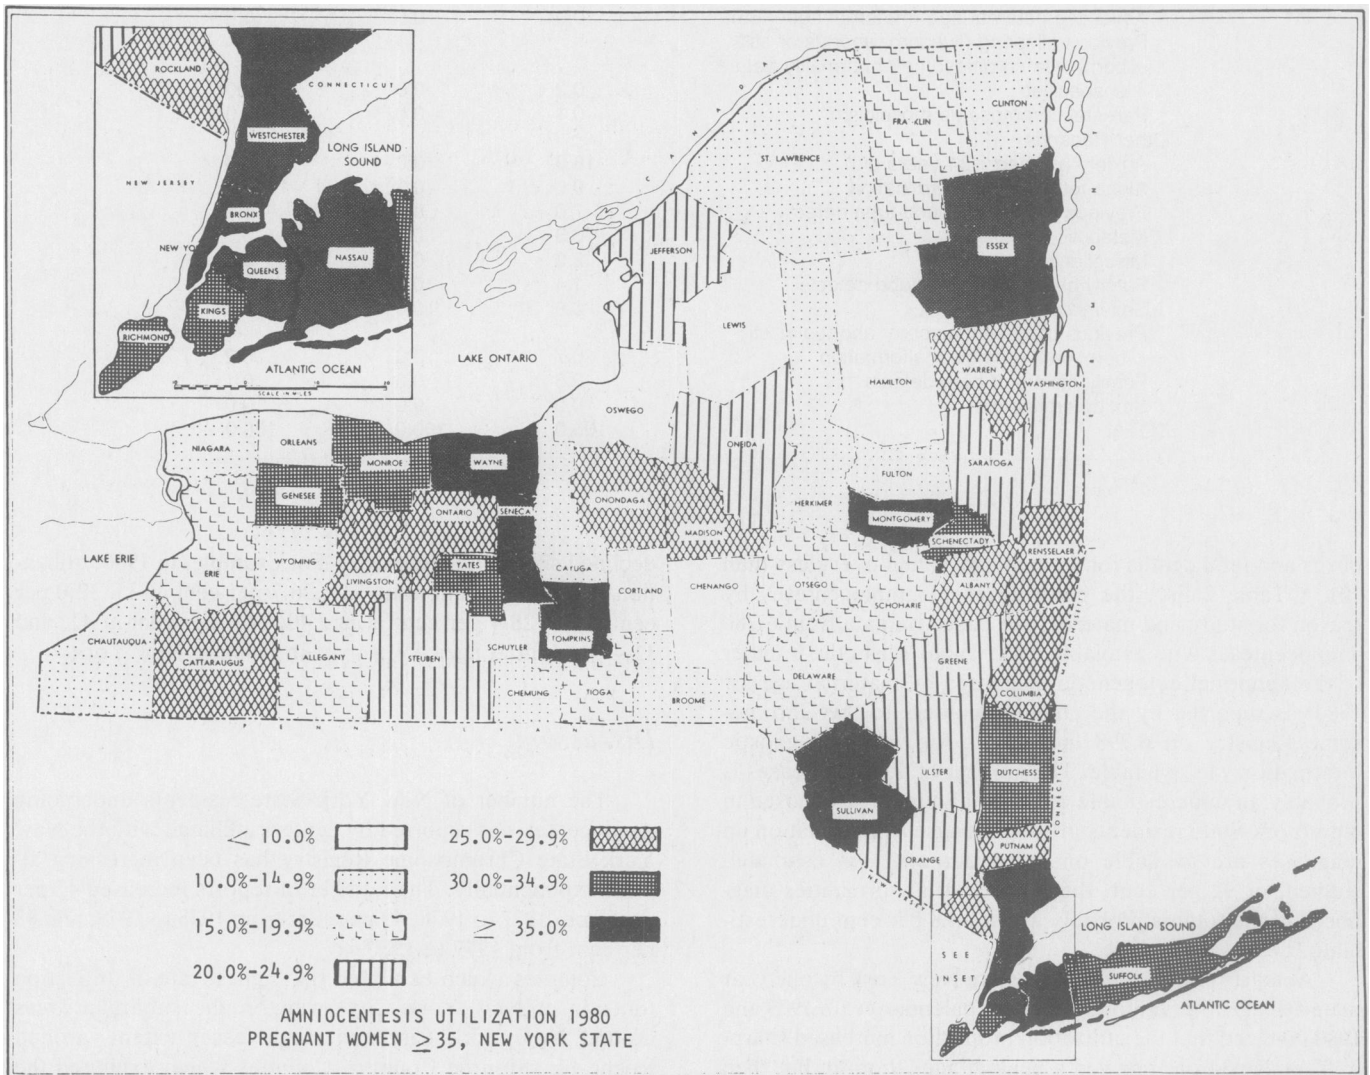 ROCKLAND
CONNECTICUT
WESTCHESTER
LONG ISLAND
SOUND
NEW JERSEY
BRONX
NEW YO
QUEENS
NASSAU
KINGS
RICHMOND
ATLANTIC OCEAN
SCALE IN MILES
CLINTON
ST. LAWRENCE
ESSEX
JEFFERSON
LEWIS
LAKE ONTARIO
HAMILTON
WARREN
WASHINGTON
OSWEGO
ONEIDA
SARATOGA
NIAGARA
ORLEANS
MONROE
WAYNE
FULTON
GENESEE
ONTARIO
SENECA
ONONDAGA
MADISON
HERKIMER
MONTGOMERY
SCHENECTADY
RENSSELAER
LAKE ERIE
ERIE
WYOMING
LIVINGSTON
YATES
CAYUGA
CORTLAND
CHENANGO
OTSEGO
SCHOHARIE
ALBANY
CHAUTAUQUA
CATTARAUGUS
ALLEGANY
STEUBEN
SCHUYLER
TOMPKINS
CHEMUNG
TIOGA
BROOME
DELAWARE
GREENE
COLUMBIA
ULSTER
DUTCHESS
SULLIVAN
CONNECTICUT
ORANGE
PUTNAM
SEE
INSET
LONG ISLAND SOUND
SUFFOLK
ATLANTIC OCEAN
< 10.0%
25.0%-29.9%
10.0%-14.9%
30.0%-34.9%
15.0%-19.9%
≥ 35.0%
20.0%-24.9%
AMNIOCENTESIS UTILIZATION 1980
PREGNANT WOMEN ≥ 35, NEW YORK STATE